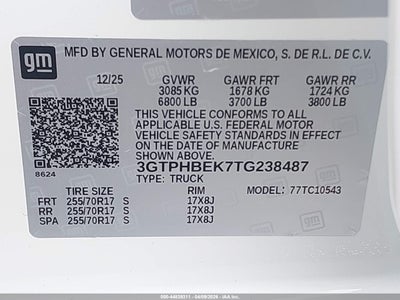 gm
MFD BY GENERAL MOTORS DE MEXICO, S. DE R.L. DE C.V.
12/25 GVWR GAWR FRT GAWR RR
3085 KG 1678 KG 1724 KG
6800 LB 3700 LB 3800 LB
THIS VEHICLE CONFORMS TO ALL
APPLICABLE U.S. FEDERAL MOTOR
VEHICLE SAFETY STANDARDS IN EFFECT
ON THE DATE OF MANUFACTURE SHOWN ABOVE.
8624
3GTPHBEK7TG238487
TYPE: TRUCK MODEL: 77TC10543
TIRE RIM
FRT 255/70R17 S 17X8J
RR 255/70R17 S 17X8J
SPA 255/70R17 S 17X8J